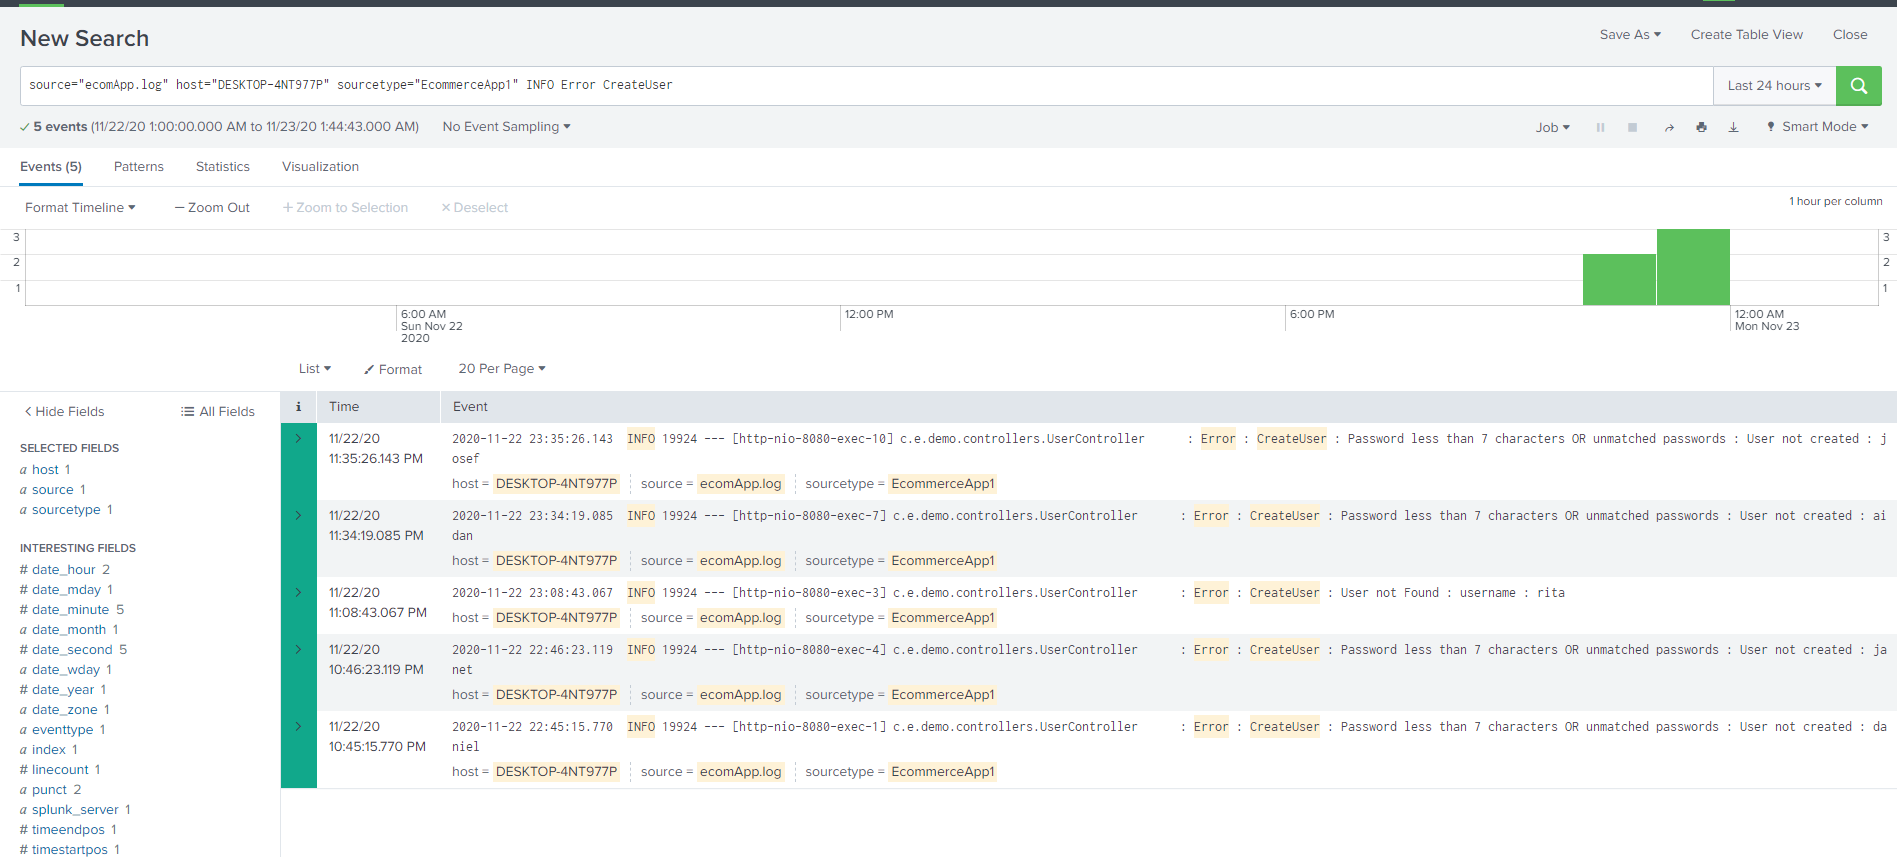 New Search
Save As Create Table View Close
source="ecomApp.log" host="DESKTOP-4NT977P" sourcetype="EcommerceApp1" INFO Error CreateUser
Last 24 hours
5 events (11/22/20 1:00:00.000 AM to 11/23/20 1:44:43.000 AM) No Event Sampling
Job Smart Mode
Events (5) Patterns Statistics Visualization
Format Timeline — Zoom Out + Zoom to Selection × Deselect
1 hour per column
3 3
2 2
1 1
6:00 AM 12:00 PM 6:00 PM 12:00 AM
Sun Nov 22 Mon Nov 23
2020
List Format 20 Per Page
< Hide Fields All Fields
SELECTED FIELDS
a host 1
a source 1
a sourcetype 1
INTERESTING FIELDS
# date_hour 2
# date_mday 1
# date_minute 5
a date_month 1
# date_second 5
a date_wday 1
# date_year 1
a date_zone 1
a eventtype 1
a index 1
# linecount 1
a punct 2
a splunk_server 1
# timeendpos 1
# timestartpos 1
i Time Event
> 11/22/20 2020-11-22 23:35:26.143 INFO 19924 --- [http-nio-8080-exec-10] c.e.demo.controllers.UserController : Error : CreateUser : Password less than 7 characters OR unmatched passwords : User not created : j
11:35:26.143 PM osef
host = DESKTOP-4NT977P source = ecomApp.log sourcetype = EcommerceApp1
> 11/22/20 2020-11-22 23:34:19.085 INFO 19924 --- [http-nio-8080-exec-7] c.e.demo.controllers.UserController : Error : CreateUser : Password less than 7 characters OR unmatched passwords : User not created : ai
11:34:19.085 PM dan
host = DESKTOP-4NT977P source = ecomApp.log sourcetype = EcommerceApp1
> 11/22/20 2020-11-22 23:08:43.067 INFO 19924 --- [http-nio-8080-exec-3] c.e.demo.controllers.UserController : Error : CreateUser : User not Found : username : rita
11:08:43.067 PM host = DESKTOP-4NT977P source = ecomApp.log sourcetype = EcommerceApp1
> 11/22/20 2020-11-22 22:46:23.119 INFO 19924 --- [http-nio-8080-exec-4] c.e.demo.controllers.UserController : Error : CreateUser : Password less than 7 characters OR unmatched passwords : User not created : ja
10:46:23.119 PM net
host = DESKTOP-4NT977P source = ecomApp.log sourcetype = EcommerceApp1
> 11/22/20 2020-11-22 22:45:15.770 INFO 19924 --- [http-nio-8080-exec-1] c.e.demo.controllers.UserController : Error : CreateUser : Password less than 7 characters OR unmatched passwords : User not created : da
10:45:15.770 PM niel
host = DESKTOP-4NT977P source = ecomApp.log sourcetype = EcommerceApp1